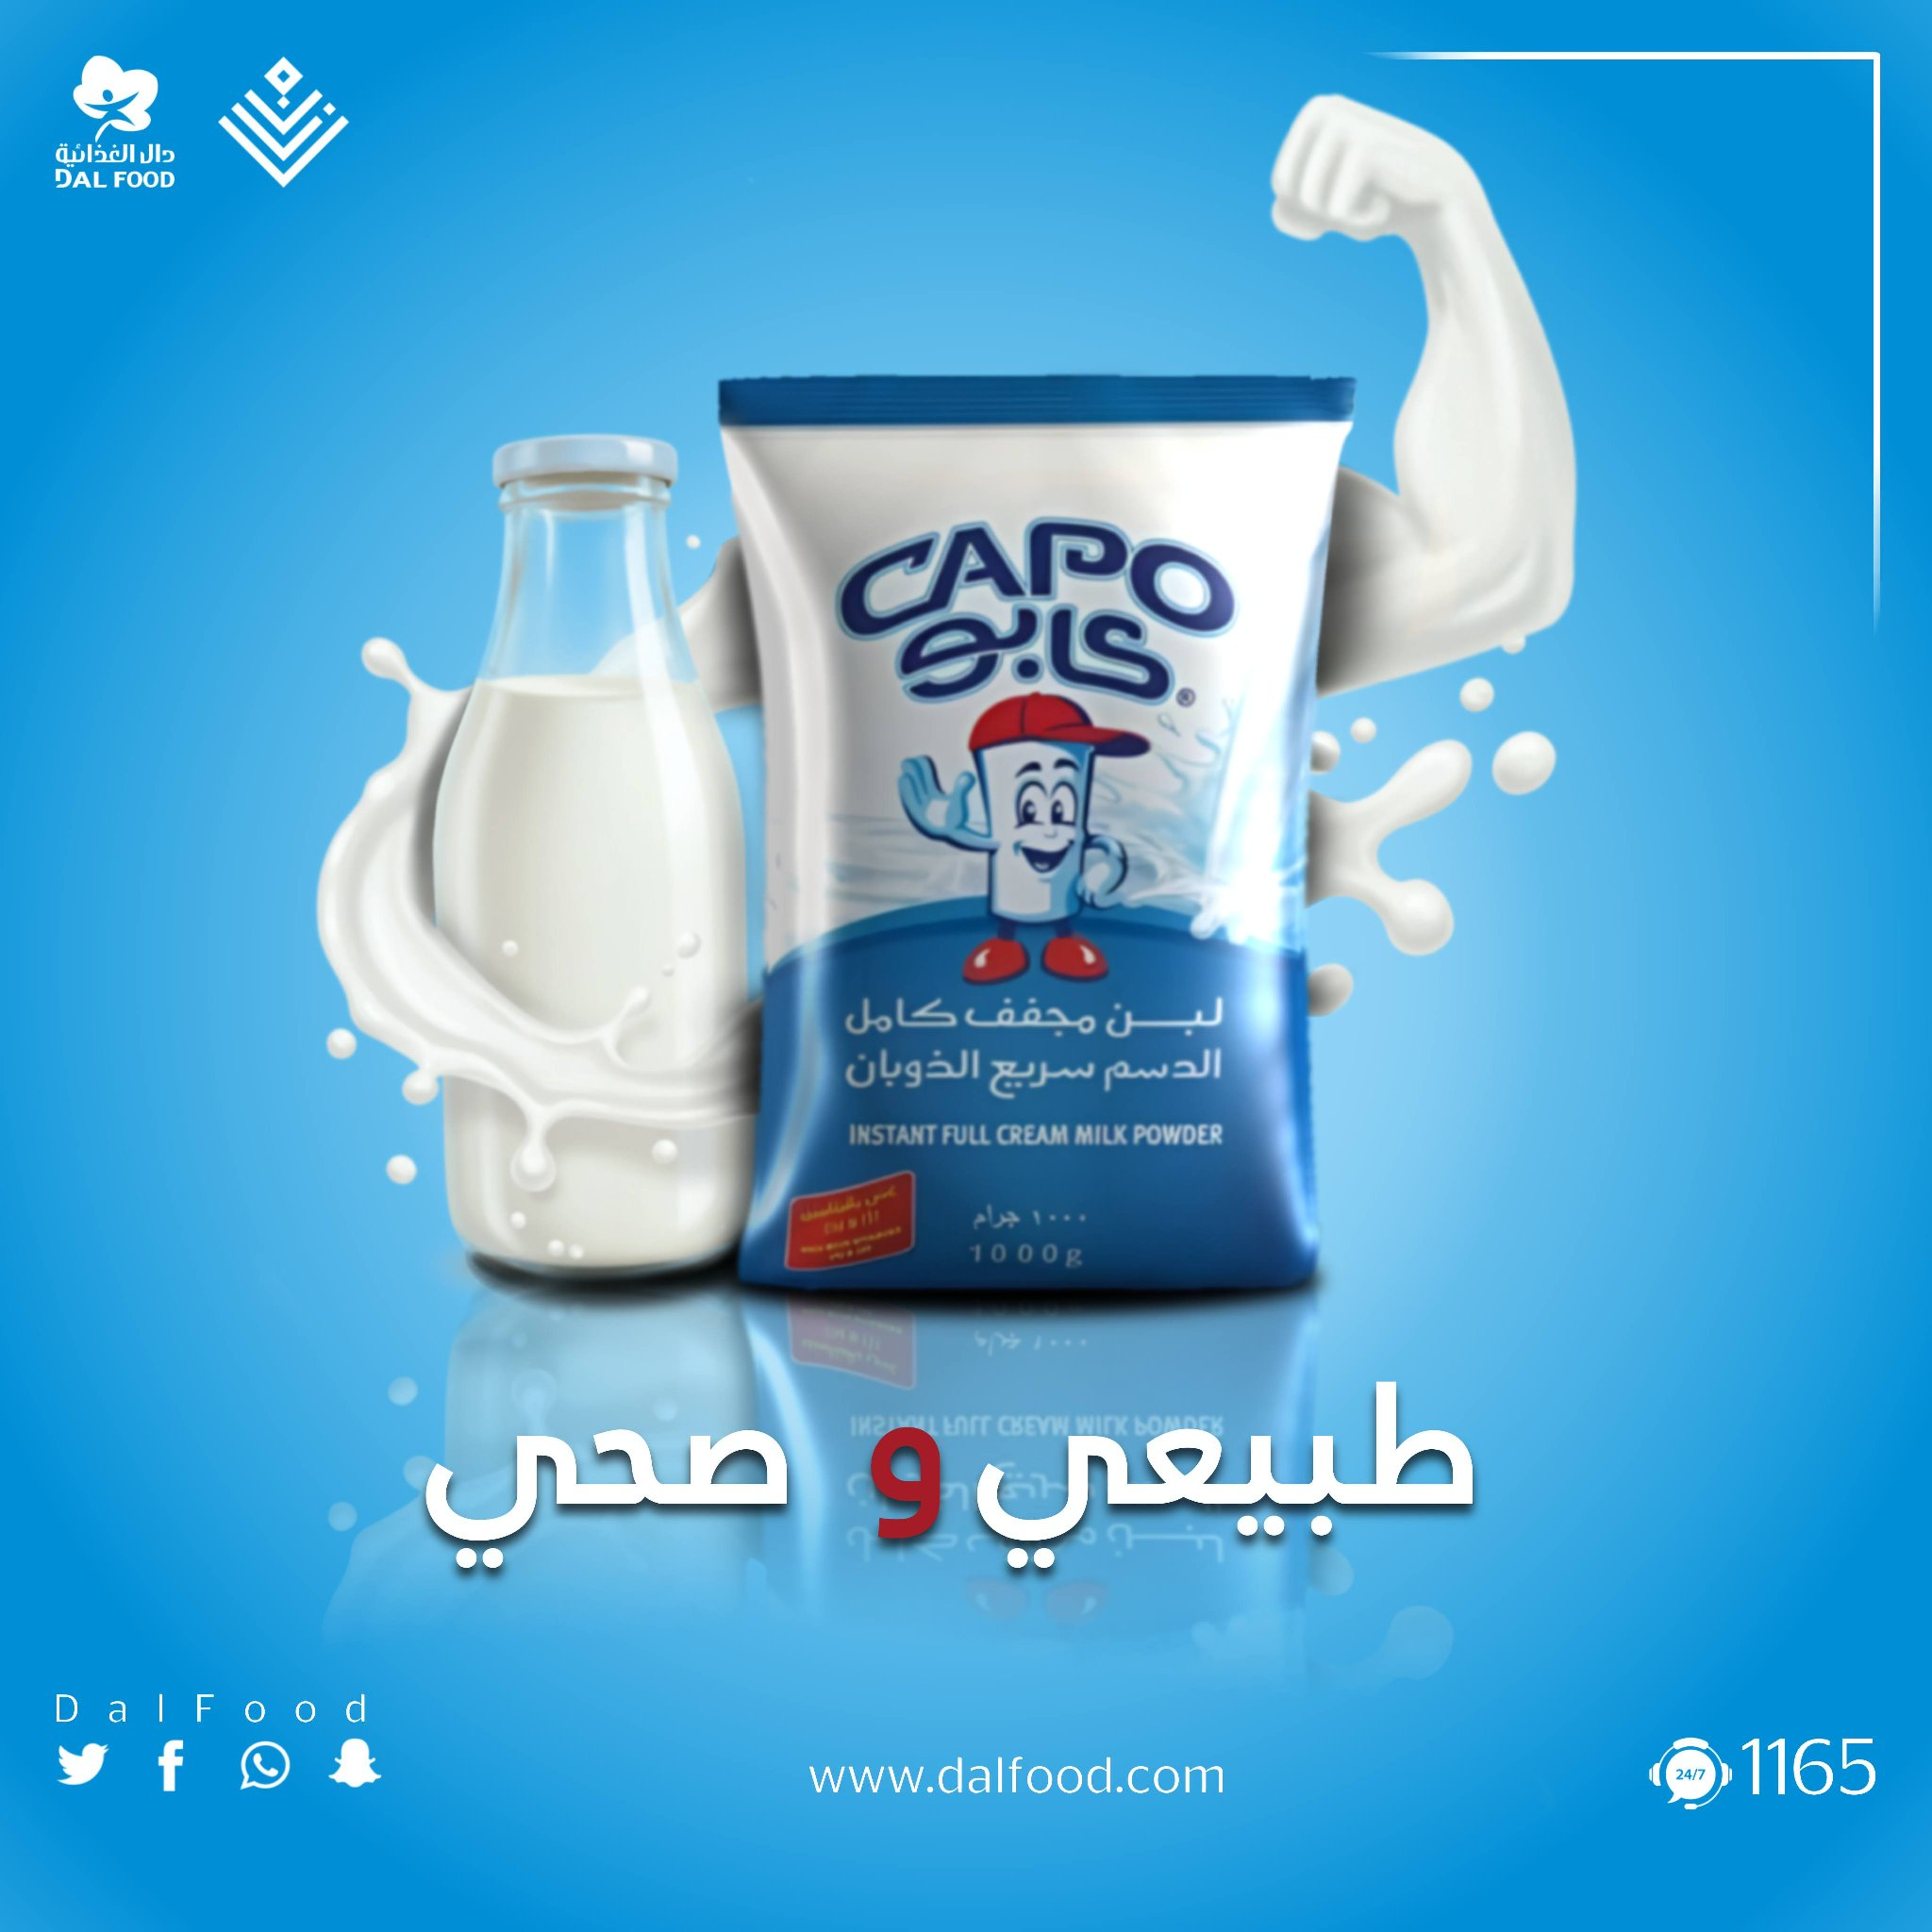 دال الغذائية
DAL FOOD
CAPO
كابو®
لبن مجفف كامل
الدسم سريع الذوبان
INSTANT FULL CREAM MILK POWDER
١٠٠٠ جرام
1000g
طبيعي و صحي
DalFood
www.dalfood.com
24/7 1165